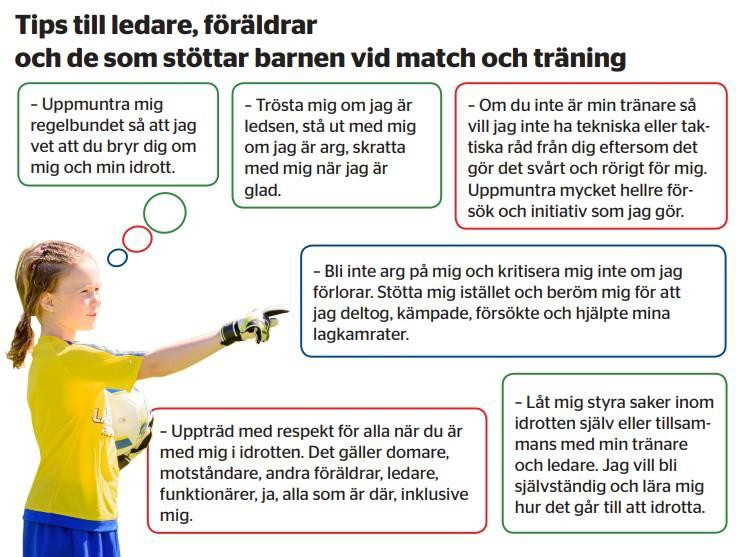 Tips till ledare, föräldrar
och de som stöttar barnen vid match och träning
– Uppmuntra mig
regelbundet så att jag
vet att du bryr dig om
mig och min idrott.
– Trösta mig om jag är
ledsen, stå ut med mig
om jag är arg, skratta
med mig när jag är
glad.
– Om du inte är min tränare så
vill jag inte ha tekniska eller tak-
tiska råd från dig eftersom det
gör det svårt och rörigt för mig.
Uppmuntra mycket hellre för-
sök och initiativ som jag gör.
– Bli inte arg på mig och kritisera mig inte om jag
förlorar. Stötta mig istället och beröm mig för att
jag deltog, kämpade, försökte och hjälpte mina
lagkamrater.
– Uppträd med respekt för alla när du är
med mig i idrotten. Det gäller domare,
motståndare, andra föräldrar, ledare,
funktionärer, ja, alla som är där, inklusive
mig.
– Låt mig styra saker inom
idrotten själv eller tillsam-
mans med min tränare
och ledare. Jag vill bli
självständig och lära mig
hur det går till att idrotta.